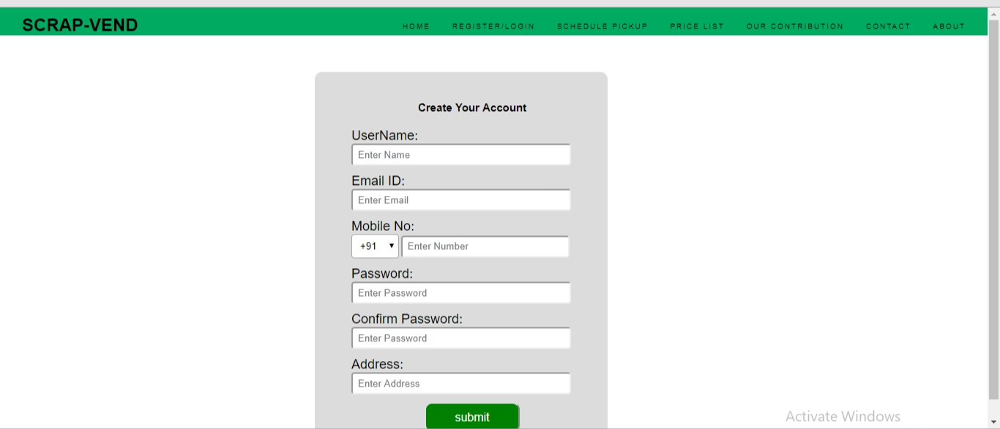 SCRAP-VEND
HOME REGISTER/LOGIN SCHEDULE PICKUP PRICE LIST OUR CONTRIBUTION CONTACT ABOUT
Create Your Account
UserName:
Enter Name
Email ID:
Enter Email
Mobile No:
+91 Enter Number
Password:
Enter Password
Confirm Password:
Enter Password
Address:
Enter Address
submit
Activate Windows